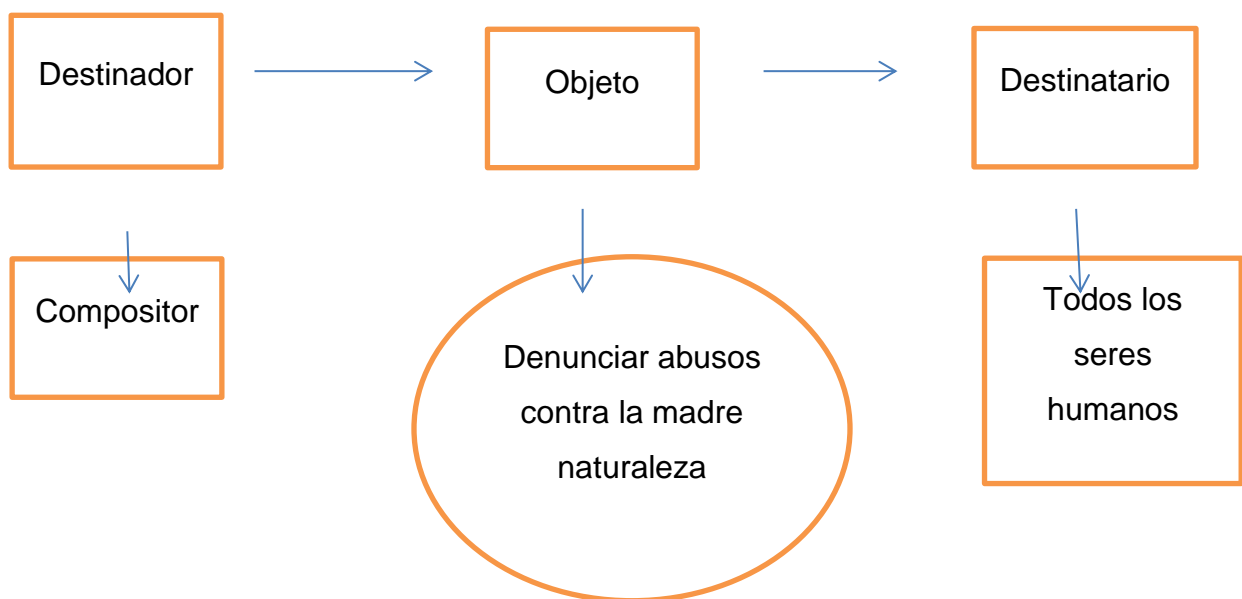 Destinador
Objeto
Destinatario
Compositor
Denunciar abusos
contra la madre
naturaleza
Todos los
seres
humanos